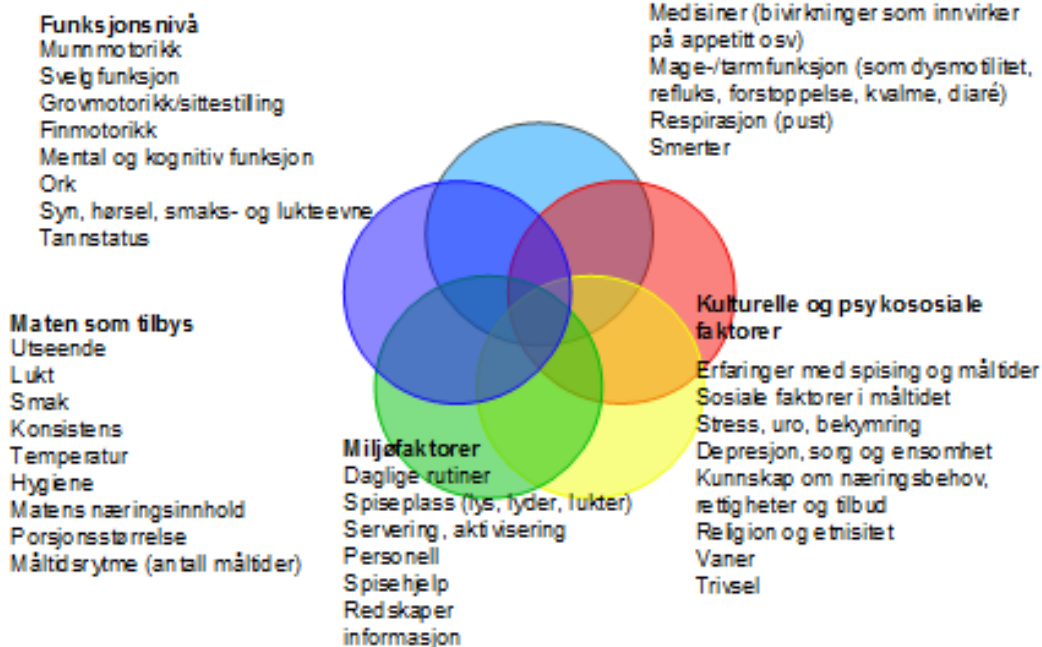 Funksjonsnivå
Munnmotorikk
Svelgfunksjon
Grovmotorikk/sittestilling
Finmotorikk
Mental og kognitiv funksjon
Ork
Syn, hørsel, smaks- og lukteevne
Tannstatus
Medisiner (bivirkninger som innvirker
på appetitt osv)
Mage-/tarmfunksjon (som dysmotilitet,
refluks, forstoppelse, kvalme, diaré)
Respirasjon (pust)
Smerter
Maten som tilbys
Utseende
Lukt
Smak
Konsistens
Temperatur
Hygiene
Matens næringsinnhold
Porsjonsstørrelse
Måltidsrytme (antall måltider)
Miljøfaktorer
Daglige rutiner
Spiseplass (lys, lyder, lukter)
Servering, aktivisering
Personell
Spisehjelp
Redskaper
informasjon
Kulturelle og psykososiale
faktorer
Erfaringer med spising og måltider
Sosiale faktorer i måltidet
Stress, uro, bekymring
Depresjon, sorg og ensomhet
Kunnskap om næringsbehov,
rettigheter og tilbud
Religion og etnisitet
Vaner
Trivsel